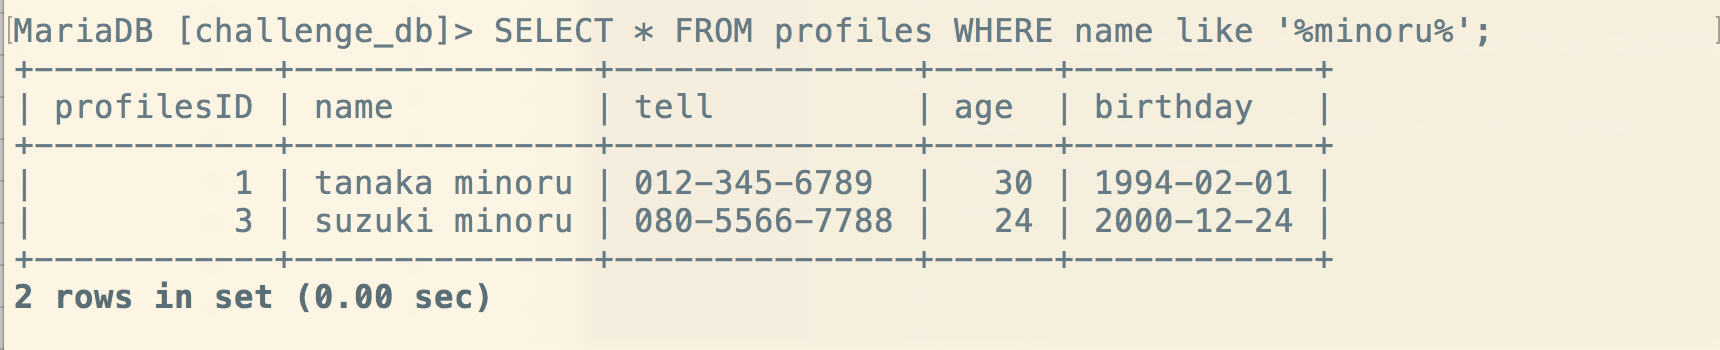 MariaDB [challenge_db]> SELECT * FROM profiles WHERE name like '%minoru%';
+-------------+----------------+----------------+------+------------+
| profilesID | name          | tell          | age  | birthday   |
+-------------+----------------+----------------+------+------------+
|          1 | tanaka minoru | 012-345-6789  |   30 | 1994-02-01 |
|          3 | suzuki minoru | 080-5566-7788 |   24 | 2000-12-24 |
+-------------+----------------+----------------+------+------------+
2 rows in set (0.00 sec)